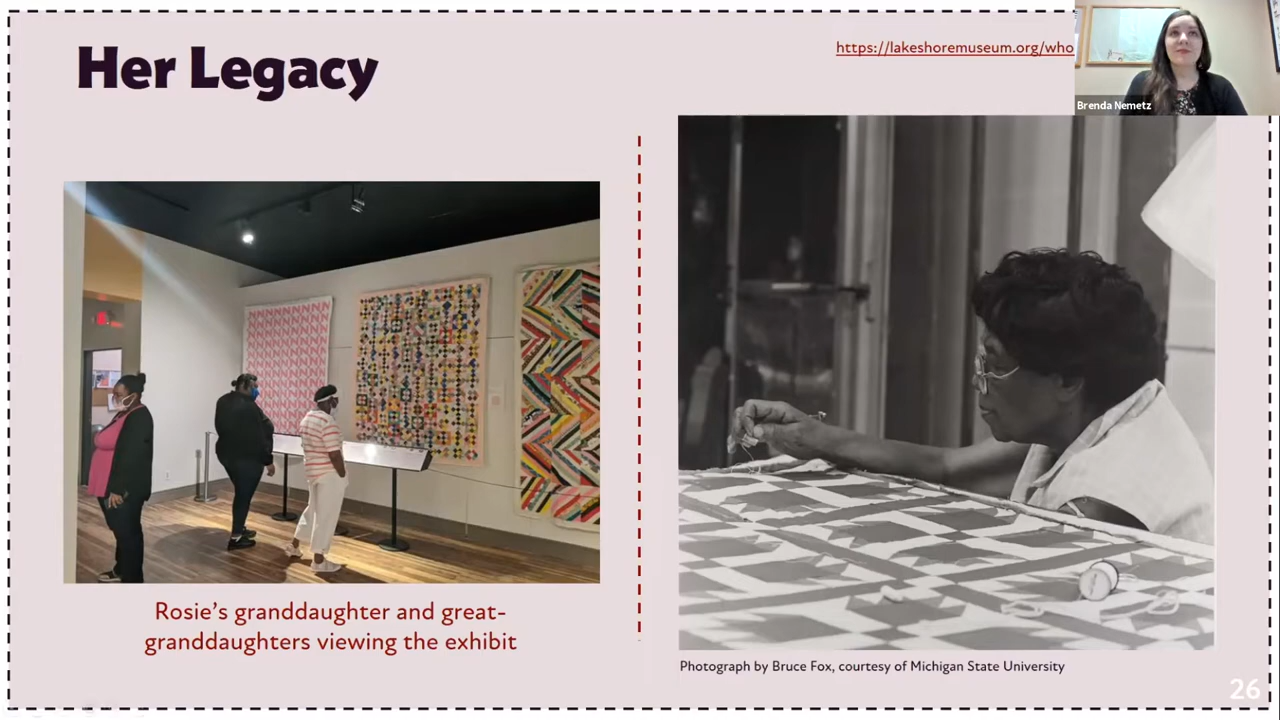 Her Legacy
https://lakeshoremuseum.org/who
Brenda Nemetz
Rosie's granddaughter and great-
granddaughters viewing the exhibit
Photograph by Bruce Fox, courtesy of Michigan State University
26